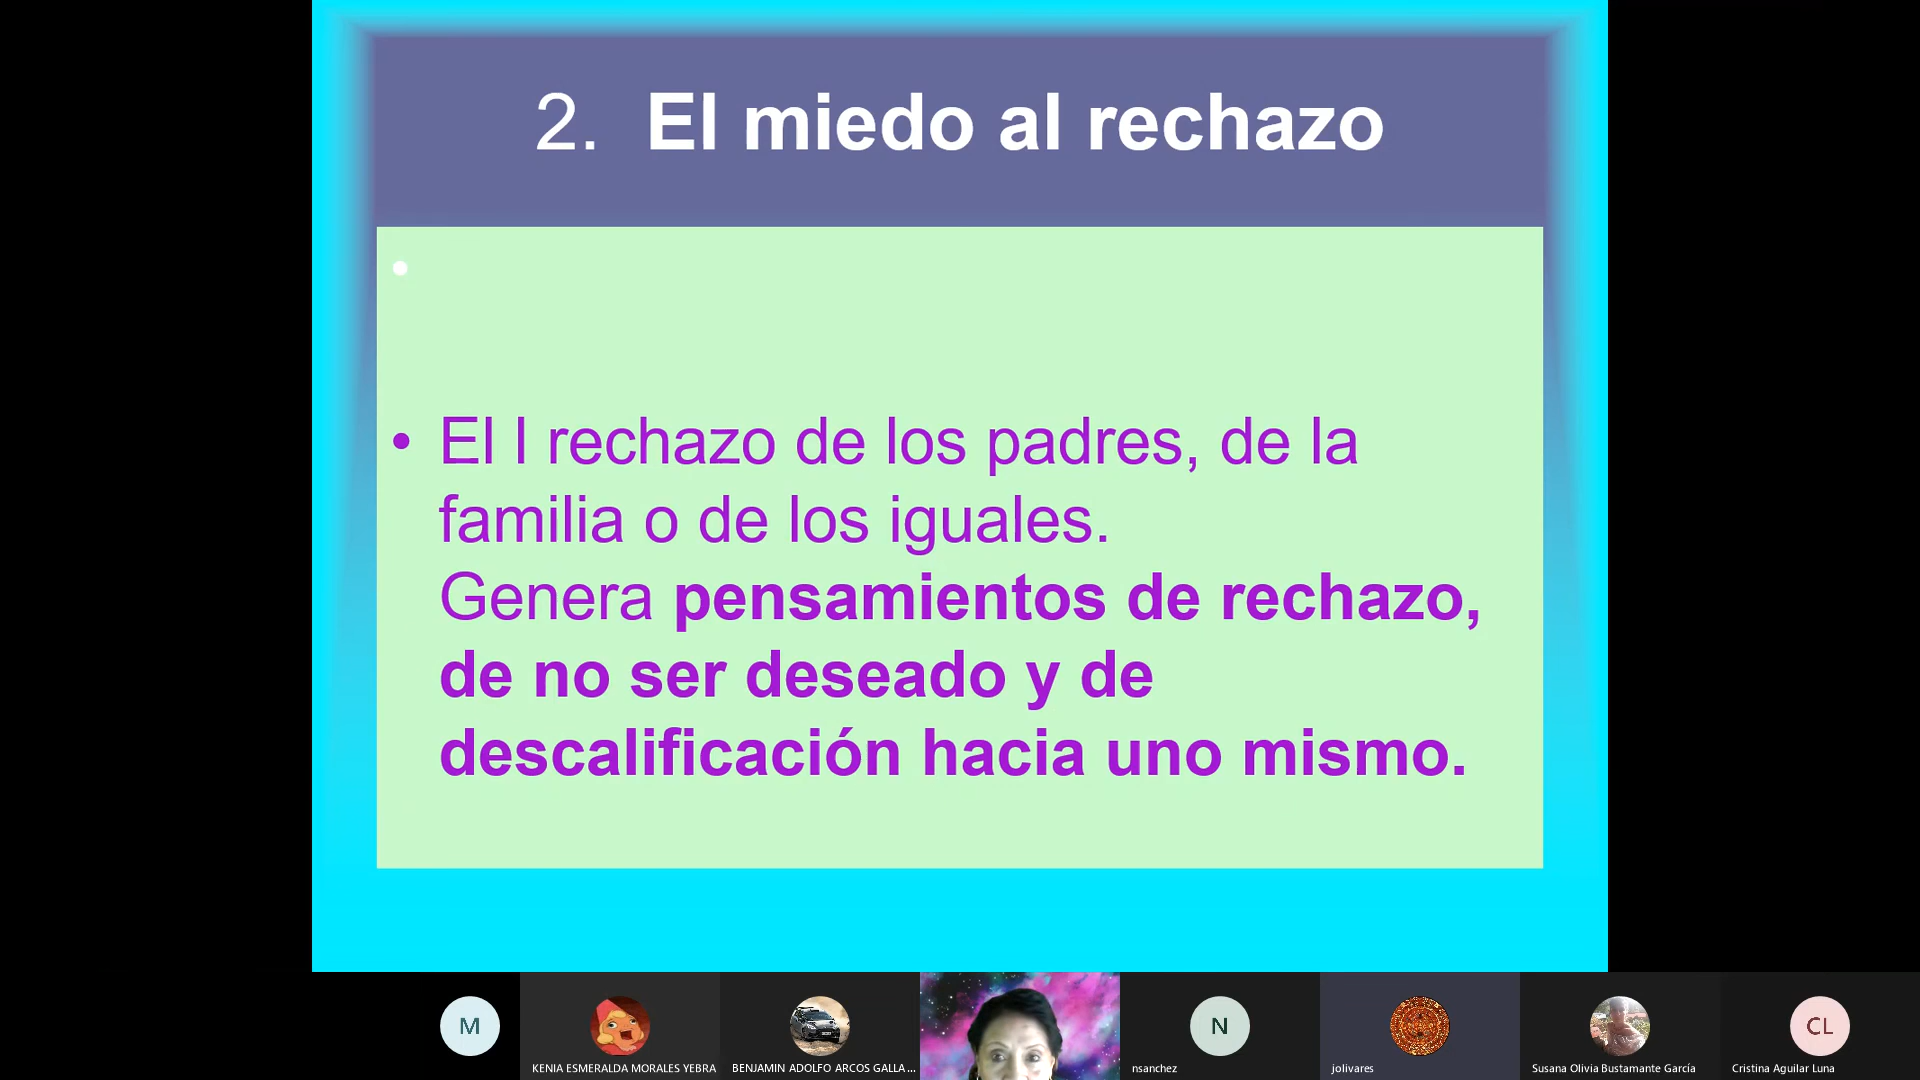 2. El miedo al rechazo
• El l rechazo de los padres, de la
familia o de los iguales.
Genera pensamientos de rechazo,
de no ser deseado y de
descalificación hacia uno mismo.
M
KENIA ESMERALDA MORALES YEBRA
BENJAMIN ADOLFO ARCOS GALLA...
N
nsanchez
jolivares
Susana Olivia Bustamante García
CL
Cristina Aguilar Luna